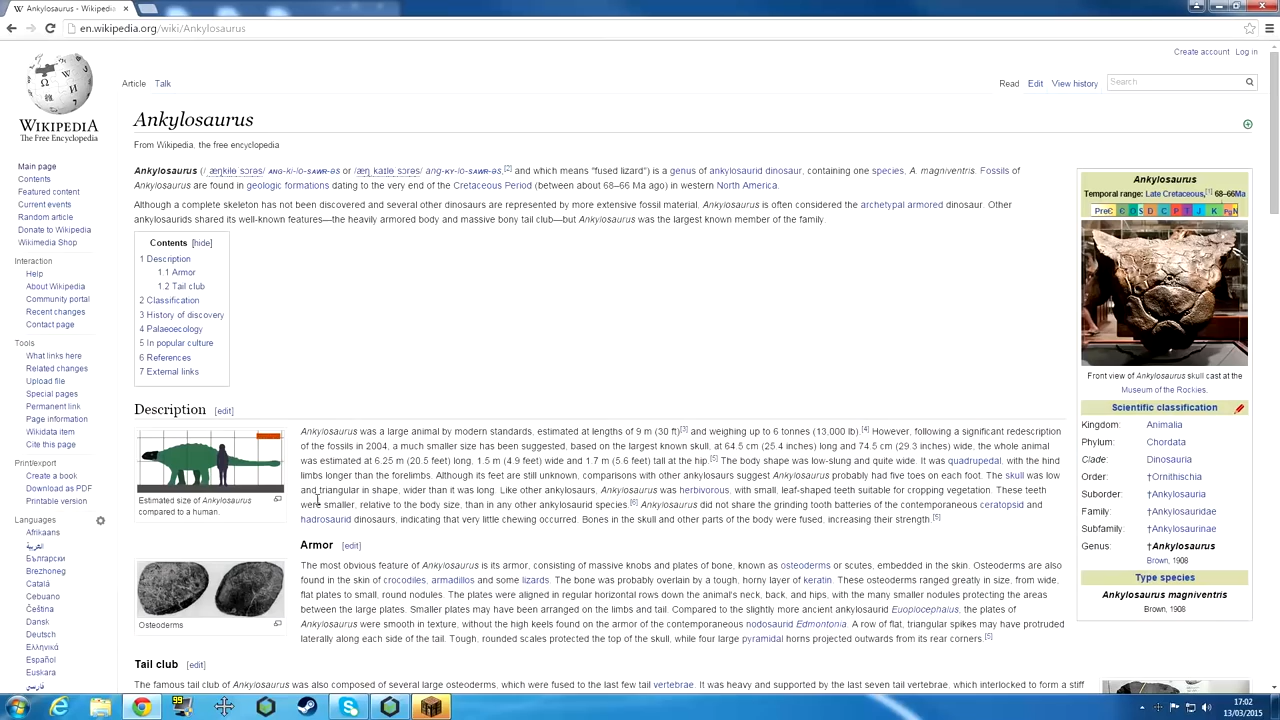 Ankylosaurus - Wikipedia
en.wikipedia.org/wiki/Ankylosaurus
Create account Log in
Article Talk
Read Edit View history Search
WIKIPEDIA
The Free Encyclopedia
Main page
Contents
Featured content
Current events
Random article
Donate to Wikipedia
Wikimedia Shop
Interaction
Help
About Wikipedia
Community portal
Recent changes
Contact page
Tools
What links here
Related changes
Upload file
Special pages
Permanent link
Page information
Wikidata item
Cite this page
Print/export
Create a book
Download as PDF
Printable version
Languages
Afrikaans
العربية
Български
Brezhoneg
Català
Cebuano
Čeština
Dansk
Deutsch
Ελληνικά
Español
Euskara
فارسی
Ankylosaurus
From Wikipedia, the free encyclopedia
Ankylosaurus (/ˌæŋkɨlɵˈsɔrəs/ ANG-ki-lo-SAWR-əs or /æŋˌkaɪlɵˈsɔrəs/ ang-KY-lo-SAWR-əs,[2] and which means "fused lizard") is a genus of ankylosaurid dinosaur, containing one species, A. magniventris. Fossils of
Ankylosaurus are found in geologic formations dating to the very end of the Cretaceous Period (between about 68–66 Ma ago) in western North America.
Although a complete skeleton has not been discovered and several other dinosaurs are represented by more extensive fossil material, Ankylosaurus is often considered the archetypal armored dinosaur. Other
ankylosaurids shared its well-known features—the heavily armored body and massive bony tail club—but Ankylosaurus was the largest known member of the family.
Contents [hide]
1 Description
1.1 Armor
1.2 Tail club
2 Classification
3 History of discovery
4 Palaeoecology
5 In popular culture
6 References
7 External links
Description [edit]
Estimated size of Ankylosaurus
compared to a human.
Ankylosaurus was a large animal by modern standards, estimated at lengths of 9 m (30 ft)[3] and weighing up to 6 tonnes (13,000 lb).[4] However, following a significant redescription
of the fossils in 2004, a much smaller size has been suggested, based on the largest known skull, at 64.5 cm (25.4 inches) long and 74.5 cm (29.3 inches) wide, the whole animal
was estimated at 6.25 m (20.5 feet) long, 1.5 m (4.9 feet) wide and 1.7 m (5.6 feet) tall at the hip.[5] The body shape was low-slung and quite wide. It was quadrupedal, with the hind
limbs longer than the forelimbs. Although its feet are still unknown, comparisons with other ankylosaurs suggest Ankylosaurus probably had five toes on each foot. The skull was low
and triangular in shape, wider than it was long. Like other ankylosaurs, Ankylosaurus was herbivorous, with small, leaf-shaped teeth suitable for cropping vegetation. These teeth
were smaller, relative to the body size, than in any other ankylosaurid species.[6] Ankylosaurus did not share the grinding tooth batteries of the contemporaneous ceratopsid and
hadrosaurid dinosaurs, indicating that very little chewing occurred. Bones in the skull and other parts of the body were fused, increasing their strength.[5]
Armor [edit]
Osteoderms
The most obvious feature of Ankylosaurus is its armor, consisting of massive knobs and plates of bone, known as osteoderms or scutes, embedded in the skin. Osteoderms are also
found in the skin of crocodiles, armadillos and some lizards. The bone was probably overlain by a tough, horny layer of keratin. These osteoderms ranged greatly in size, from wide,
flat plates to small, round nodules. The plates were aligned in regular horizontal rows down the animal's neck, back, and hips, with the many smaller nodules protecting the areas
between the large plates. Smaller plates may have been arranged on the limbs and tail. Compared to the slightly more ancient ankylosaurid Euoplocephalus, the plates of
Ankylosaurus were smooth in texture, without the high keels found on the armor of the contemporaneous nodosaurid Edmontonia. A row of flat, triangular spikes may have protruded
laterally along each side of the tail. Tough, rounded scales protected the top of the skull, while four large pyramidal horns projected outwards from its rear corners.[5]
Tail club [edit]
The famous tail club of Ankylosaurus was also composed of several large osteoderms, which were fused to the last few tail vertebrae. It was heavy and supported by the last seven tail vertebrae, which interlocked to form a stiff
Ankylosaurus
Temporal range: Late Cretaceous,[1] 68–66Ma
PreЄ Є O S D C P T J K PgN
Front view of Ankylosaurus skull cast at the
Museum of the Rockies.
Scientific classification
Kingdom: Animalia
Phylum: Chordata
Clade: Dinosauria
Order: †Ornithischia
Suborder: †Ankylosauria
Family: †Ankylosauridae
Subfamily: †Ankylosaurinae
Genus: †Ankylosaurus
Brown, 1908
Type species
Ankylosaurus magniventris
Brown, 1908
99
17:02
13/03/2015